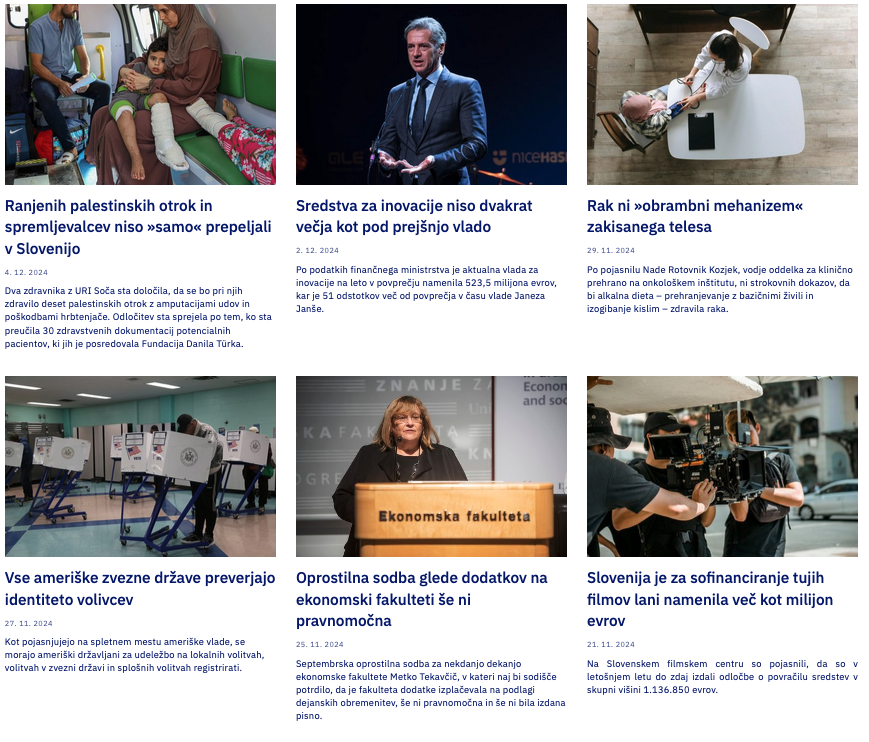 GLE
niceHash
Ranjenih palestinskih otrok in
spremljevalcev niso »samo« prepeljali
v Slovenijo
4. 12. 2024
Dva zdravnika z URI Soča sta določila, da se bo pri njih
zdravilo deset palestinskih otrok z amputacijami udov in
poškodbami hrbtenjače. Odločitev sta sprejela po tem, ko sta
preučila 30 zdravstvenih dokumentacij potencialnih
pacientov, ki jih je posredovala Fundacija Danila Türka.
Sredstva za inovacije niso dvakrat
večja kot pod prejšnjo vlado
2. 12. 2024
Po podatkih finančnega ministrstva je aktualna vlada za
inovacije na leto v povprečju namenila 523,5 milijona evrov,
kar je 51 odstotkov več od povprečja v času vlade Janeza
Janše.
Rak ni »obrambni mehanizem«
zakisanega telesa
29. 11. 2024
Po pojasnilu Nade Rotovnik Kozjek, vodje oddelka za klinično
prehrano na onkološkem inštitutu, ni strokovnih dokazov, da
bi alkalna dieta – prehranjevanje z bazičnimi živili in
izogibanje kislim – zdravila raka.
Vse ameriške zvezne države preverjajo
identiteto volivcev
27. 11. 2024
Kot pojasnjujejo na spletnem mestu ameriške vlade, se
morajo ameriški državljani za udeležbo na lokalnih volitvah,
volitvah v zvezni državi in splošnih volitvah registrirati.
ZNANJE ZA
Econom
and soc
Uni
KA FAKULTETA
KN
OGRE
Ekonomska fakulteta
Oprostilna sodba glede dodatkov na
ekonomski fakulteti še ni
pravnomočna
25. 11. 2024
Septembrska oprostilna sodba za nekdanjo dekanjo
ekonomske fakultete Metko Tekavčič, v kateri naj bi sodišče
potrdilo, da je fakulteta dodatke izplačevala na podlagi
dejanskih obremenitev, še ni pravnomočna in še ni bila izdana
pisno.
Slovenija je za sofinanciranje tujih
filmov lani namenila več kot milijon
evrov
21. 11. 2024
Na Slovenskem filmskem centru so pojasnili, da so v
letošnjem letu do zdaj izdali odločbe o povračilu sredstev v
skupni višini 1.136.850 evrov.